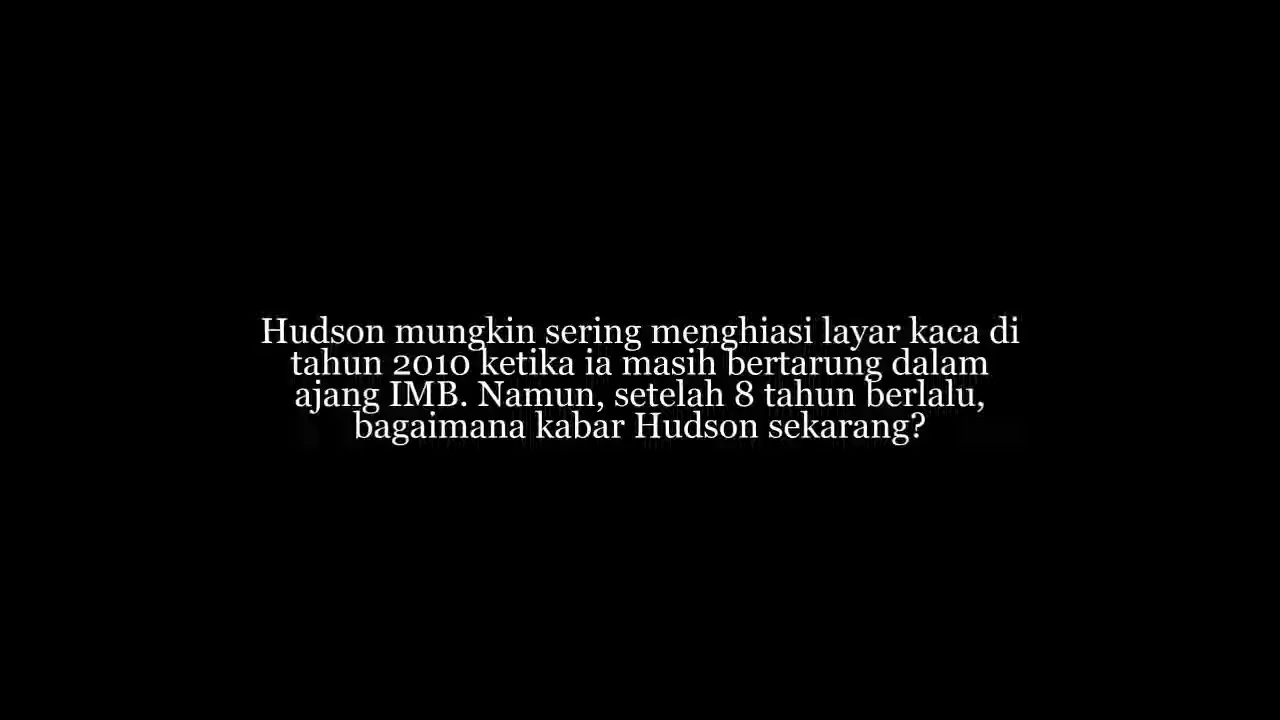 Hudson mungkin sering menghiasi layar kaca di
tahun 2010 ketika ia masih bertarung dalam
ajang IMB. Namun, setelah 8 tahun berlalu,
bagaimana kabar Hudson sekarang?